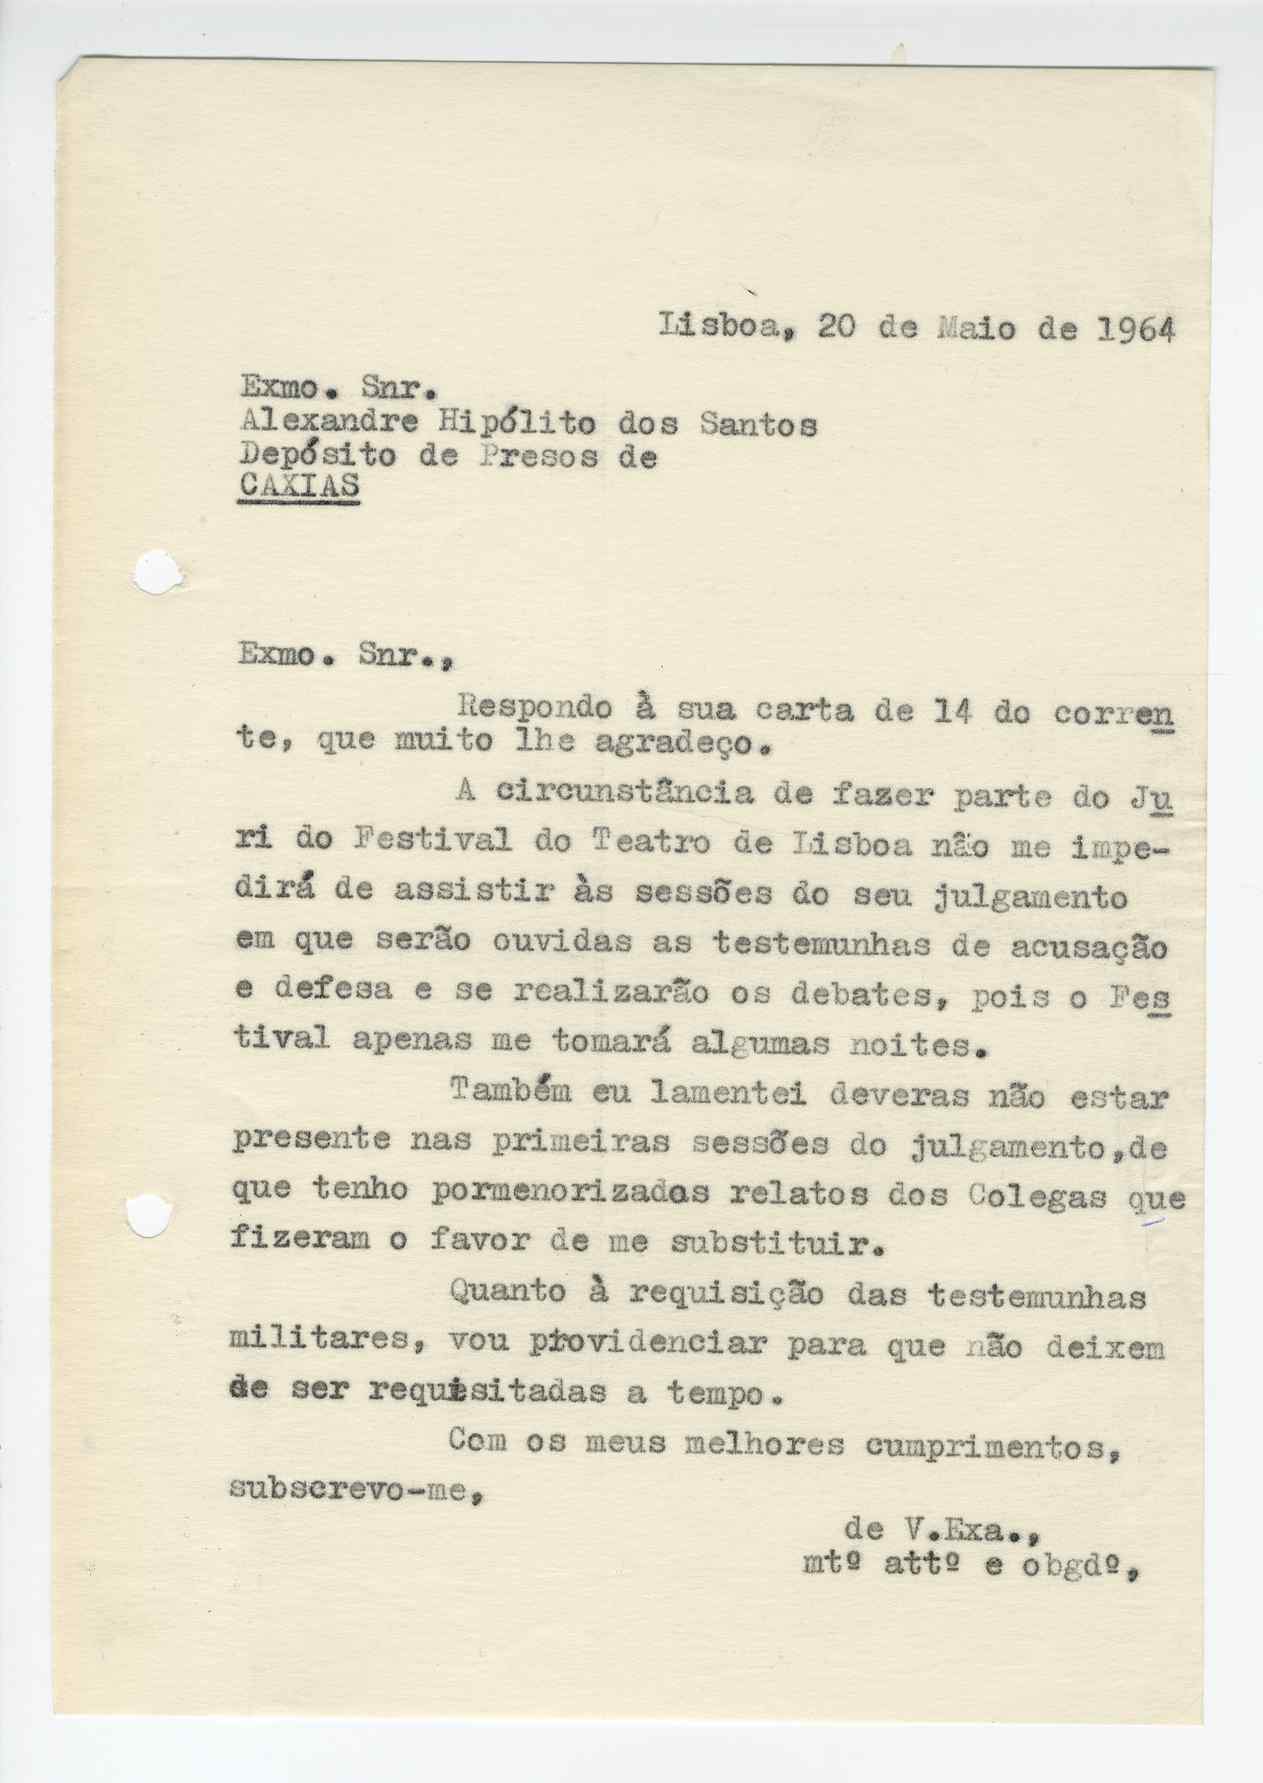 Lisboa, 20 de Maio de 1964
Exmo. Snr.
Alexandre Hipólito dos Santos
Depósito de Presos de
CAXIAS
Exmo. Snr.,
Respondo à sua carta de 14 do corren
te, que muito lhe agradeço.
A circunstância de fazer parte do Ju
ri do Festival do Teatro de Lisboa não me impe-
dirá de assistir às sessões do seu julgamento
em que serão ouvidas as testemunhas de acusação
e defesa e se realizarão os debates, pois o Fes
tival apenas me tomará algumas noites.
Também eu lamentei deveras não estar
presente nas primeiras sessões do julgamento,de
que tenho pormenorizados relatos dos Colegas que
fizeram o favor de me substituir.
Quanto à requisição das testemunhas
militares, vou providenciar para que não deixem
de ser requisitadas a tempo.
Com os meus melhores cumprimentos,
subscrevo-me,
de V.Exa.,
mtº attº e obgdº,